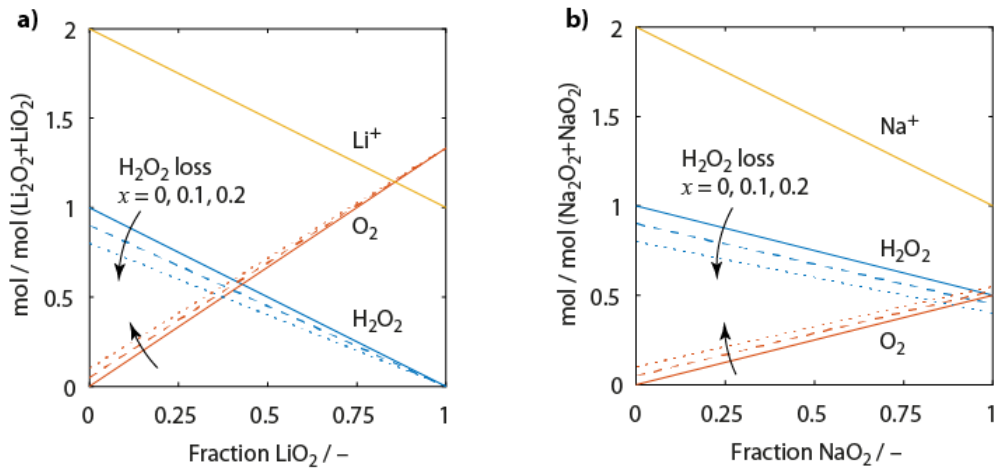 a)
mol / mol (Li₂O₂+LiO₂)
2
1.5
1
0.5
0
H₂O₂ loss
x = 0, 0.1, 0.2
Li⁺
O₂
H₂O₂
0
0.25
0.5
0.75
1
Fraction LiO₂ / –
b)
mol / mol (Na₂O₂+NaO₂)
2
1.5
1
0.5
0
Na⁺
H₂O₂ loss
x = 0, 0.1, 0.2
H₂O₂
O₂
0
0.25
0.5
0.75
1
Fraction NaO₂ / –